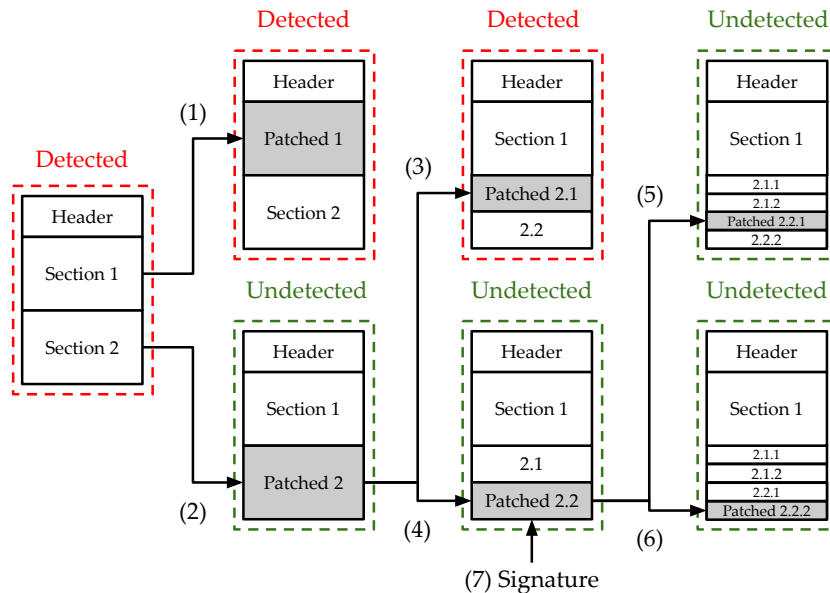 Detected
Detected
Undetected
Header
Patched 1
Section 2
(1)
Header
Section 1
Patched 2.1
2.2
(3)
Header
Section 1
2.1.1
2.1.2
Patched 2.2.1
2.2.2
(5)
Detected
Header
Section 1
Section 2
Undetected
Undetected
Undetected
Header
Section 1
Patched 2
(2)
Header
Section 1
2.1
Patched 2.2
(4)
Header
Section 1
2.1.1
2.1.2
2.2.1
Patched 2.2.2
(6)
(7) Signature